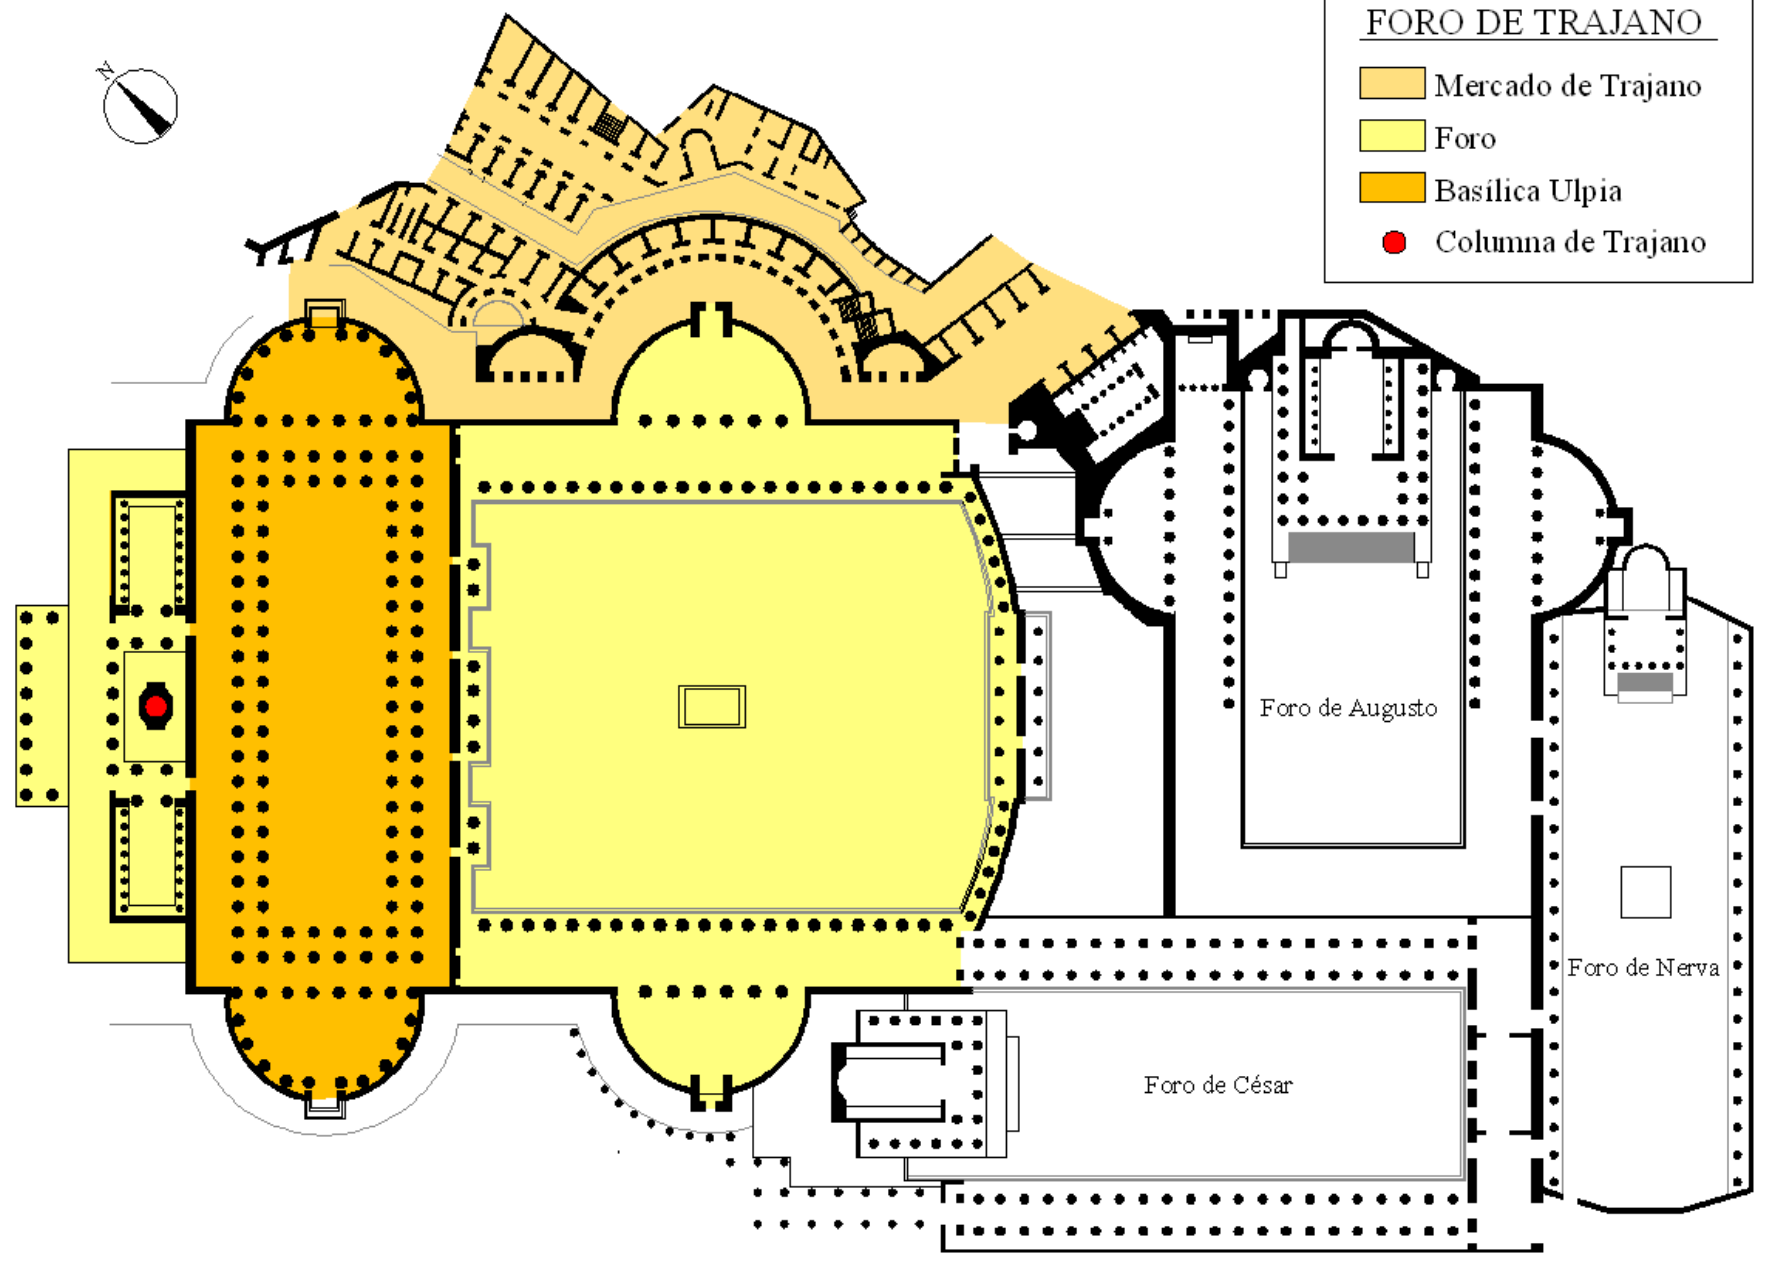 N
FORO DE TRAJANO
Mercado de Trajano
Foro
Basílica Ulpia
Columna de Trajano
Foro de Augusto
Foro de Nerva
Foro de César